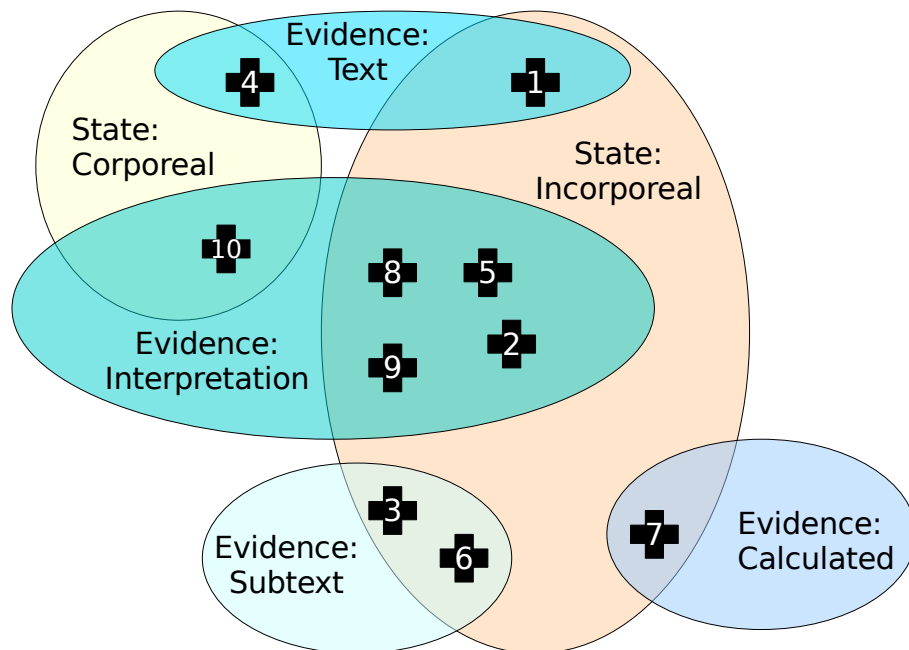 Evidence:
Text
4
1
State:
Corporeal
State:
Incorporeal
10
8
5
2
9
Evidence:
Interpretation
3
6
7
Evidence:
Subtext
Evidence:
Calculated